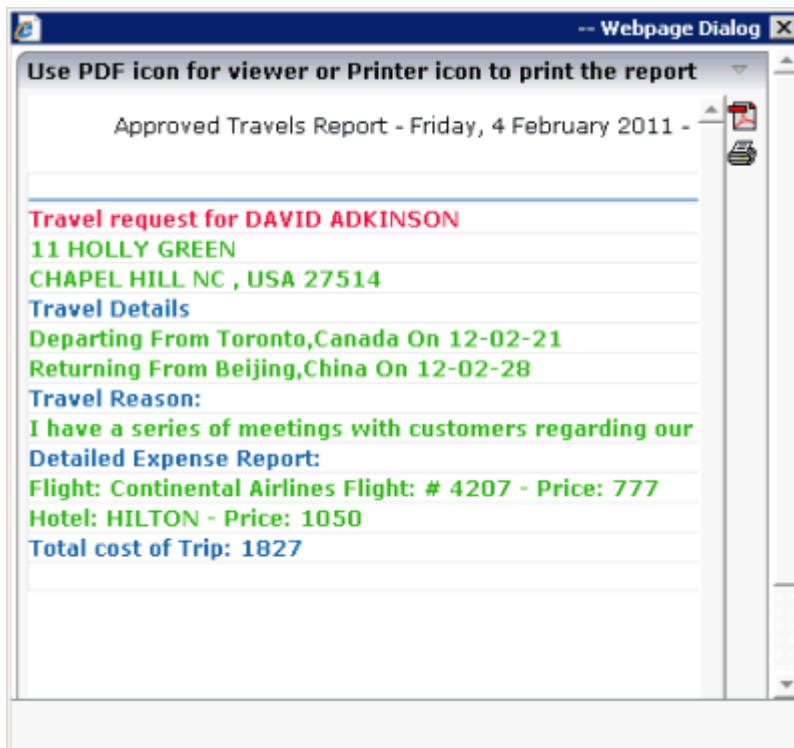 -- Webpage Dialog
Use PDF icon for viewer or Printer icon to print the report
Approved Travels Report - Friday, 4 February 2011 -
Travel request for DAVID ADKINSON
11 HOLLY GREEN
CHAPEL HILL NC , USA 27514
Travel Details
Departing From Toronto,Canada On 12-02-21
Returning From Beijing,China On 12-02-28
Travel Reason:
I have a series of meetings with customers regarding our
Detailed Expense Report:
Flight: Continental Airlines Flight: # 4207 - Price: 777
Hotel: HILTON - Price: 1050
Total cost of Trip: 1827